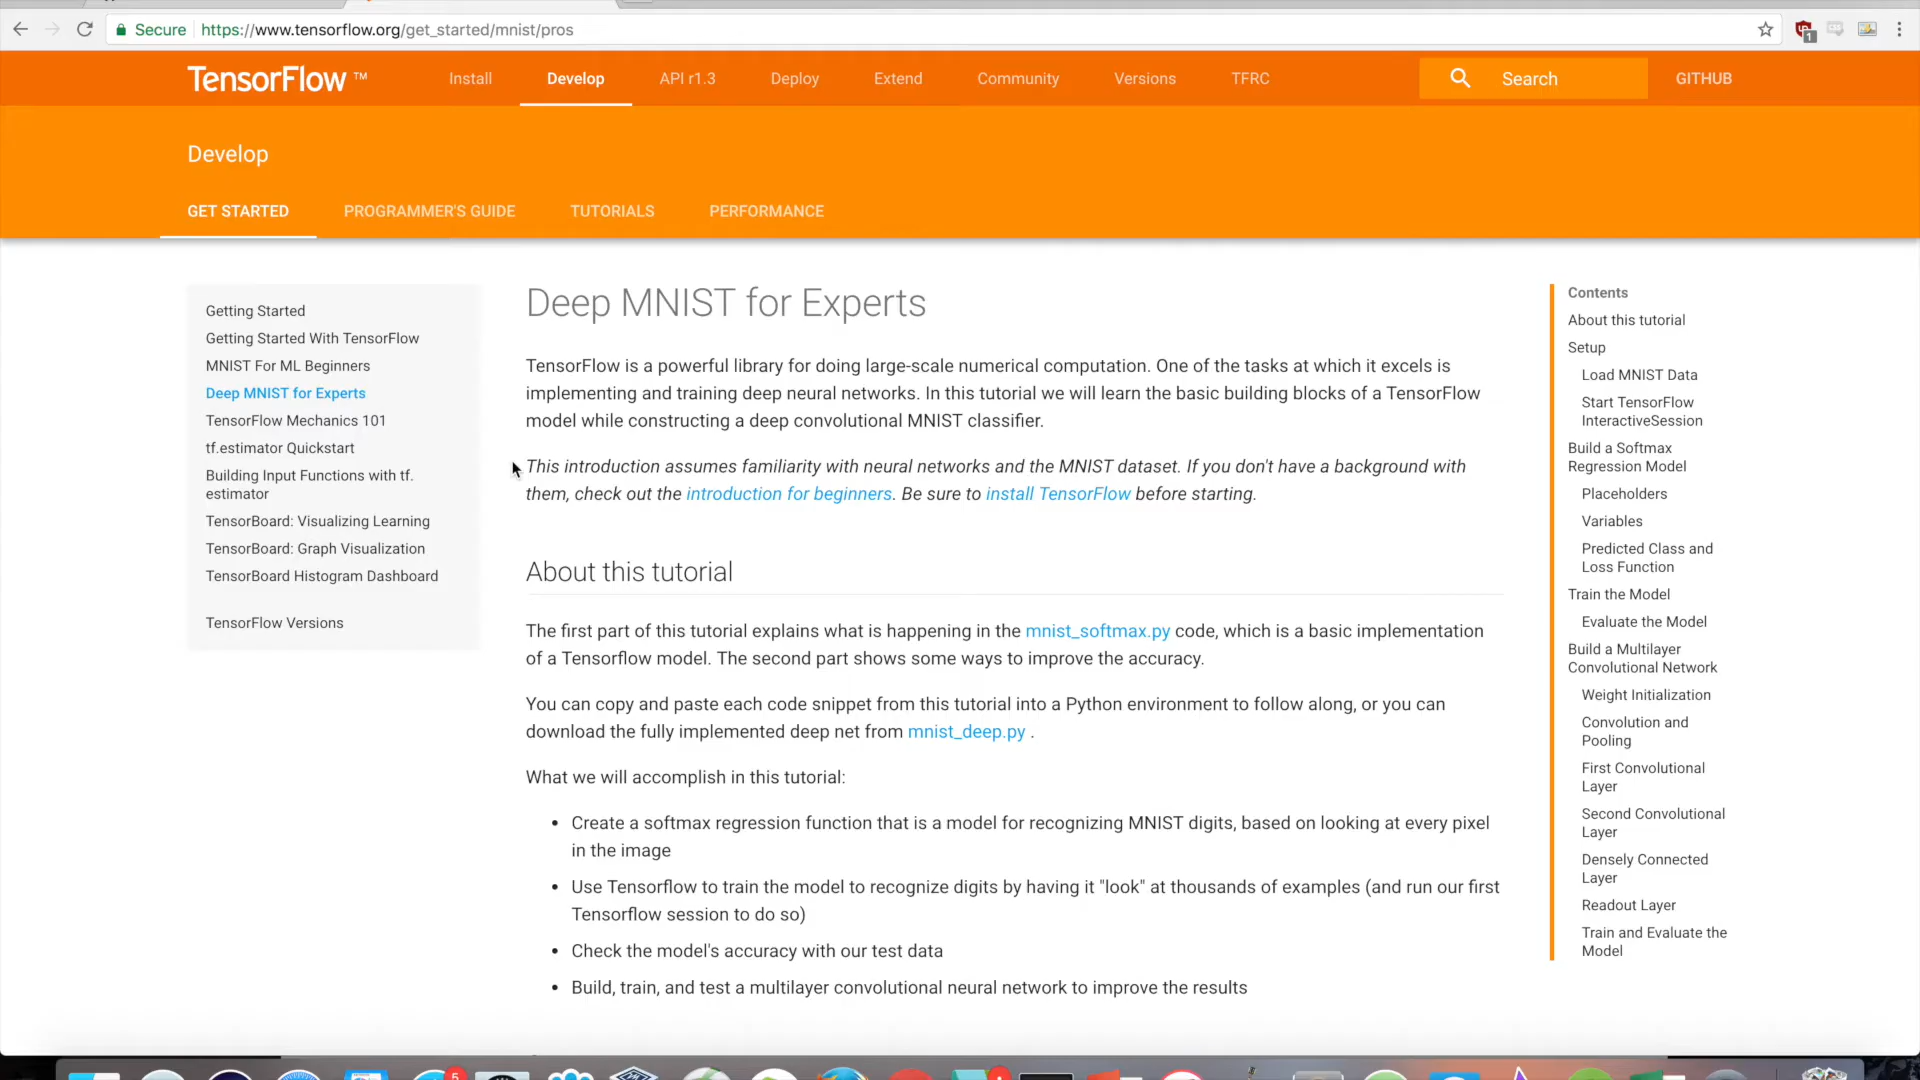 Secure https://www.tensorflow.org/get_started/mnist/pros
1
TensorFlow ™ Install Develop API r1.3 Deploy Extend Community Versions TFRC Search GITHUB
Develop
GET STARTED PROGRAMMER'S GUIDE TUTORIALS PERFORMANCE
Getting Started
Getting Started With TensorFlow
MNIST For ML Beginners
Deep MNIST for Experts
TensorFlow Mechanics 101
tf.estimator Quickstart
Building Input Functions with tf.
estimator
TensorBoard: Visualizing Learning
TensorBoard: Graph Visualization
TensorBoard Histogram Dashboard
TensorFlow Versions
Deep MNIST for Experts
TensorFlow is a powerful library for doing large-scale numerical computation. One of the tasks at which it excels is
implementing and training deep neural networks. In this tutorial we will learn the basic building blocks of a TensorFlow
model while constructing a deep convolutional MNIST classifier.
This introduction assumes familiarity with neural networks and the MNIST dataset. If you don't have a background with
them, check out the introduction for beginners. Be sure to install TensorFlow before starting.
About this tutorial
The first part of this tutorial explains what is happening in the mnist_softmax.py code, which is a basic implementation
of a Tensorflow model. The second part shows some ways to improve the accuracy.
You can copy and paste each code snippet from this tutorial into a Python environment to follow along, or you can
download the fully implemented deep net from mnist_deep.py .
What we will accomplish in this tutorial:
• Create a softmax regression function that is a model for recognizing MNIST digits, based on looking at every pixel
in the image
• Use Tensorflow to train the model to recognize digits by having it "look" at thousands of examples (and run our first
Tensorflow session to do so)
• Check the model's accuracy with our test data
• Build, train, and test a multilayer convolutional neural network to improve the results
Contents
About this tutorial
Setup
Load MNIST Data
Start TensorFlow
InteractiveSession
Build a Softmax
Regression Model
Placeholders
Variables
Predicted Class and
Loss Function
Train the Model
Evaluate the Model
Build a Multilayer
Convolutional Network
Weight Initialization
Convolution and
Pooling
First Convolutional
Layer
Second Convolutional
Layer
Densely Connected
Layer
Readout Layer
Train and Evaluate the
Model
5